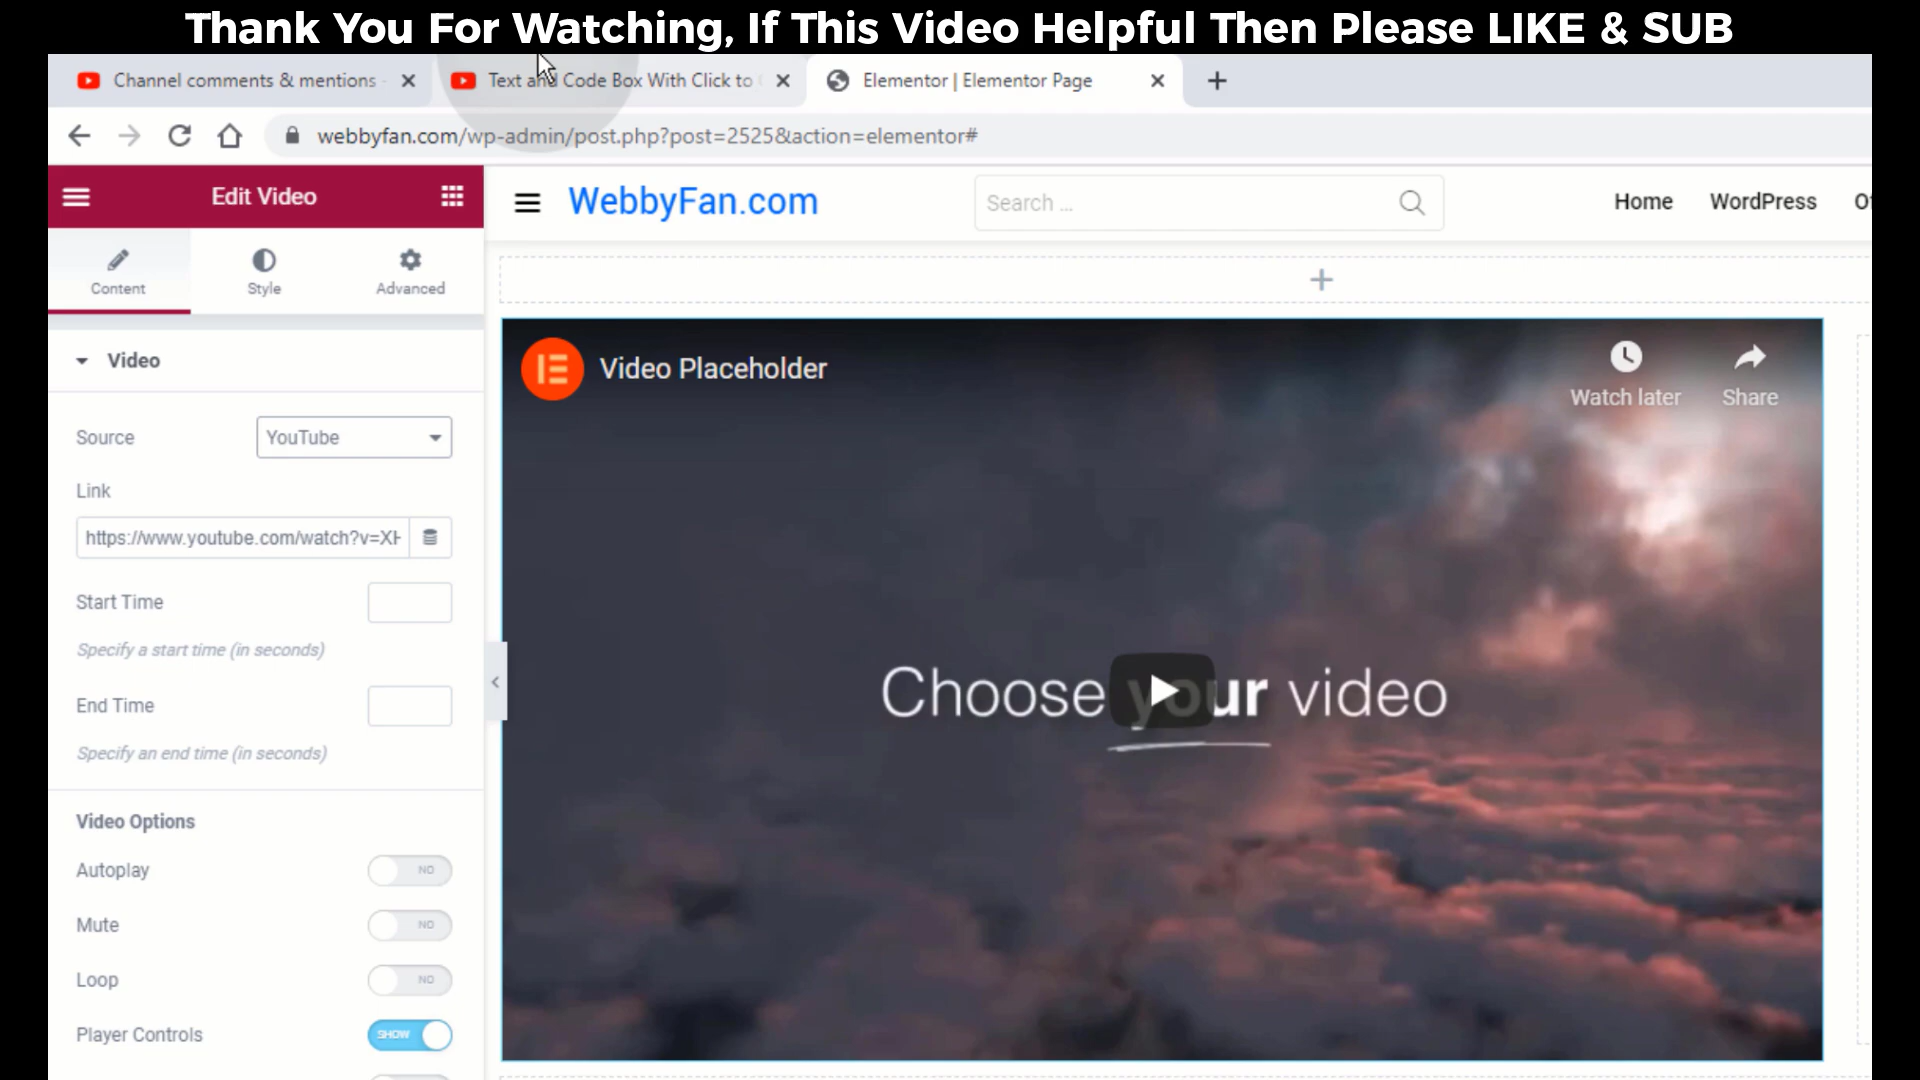 Thank You For Watching, If This Video Helpful Then Please LIKE & SUB
Channel comments & mentions -
Text and Code Box With Click to
Elementor | Elementor Page
webbyfan.com/wp-admin/post.php?post=2525&action=elementor#
Edit Video
WebbyFan.com
Search ...
Home
WordPress
Content
Style
Advanced
Video
Video Placeholder
Watch later
Share
Source
YouTube
Link
https://www.youtube.com/watch?v=XH
Start Time
Specify a start time (in seconds)
Choose your video
End Time
Specify an end time (in seconds)
Video Options
Autoplay
NO
Mute
NO
Loop
NO
Player Controls
SHOW